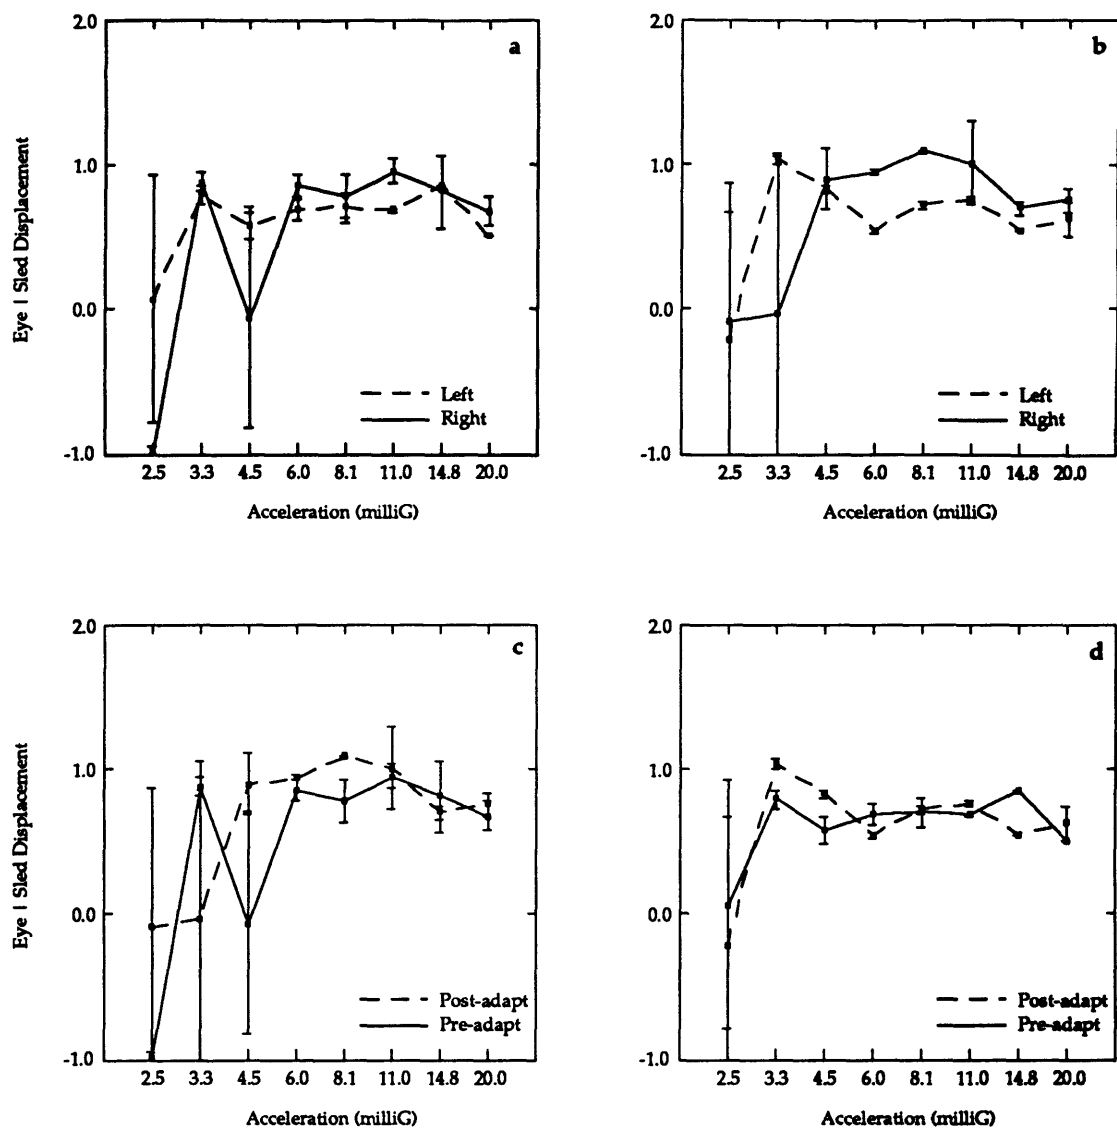 2.0
1.0
0.0
-1.0
Eye | Sled Displacement
a
Left
Right
2.5 3.3 4.5 6.0 8.1 11.0 14.8 20.0
Acceleration (milliG)
2.0
1.0
0.0
-1.0
b
Left
Right
2.5 3.3 4.5 6.0 8.1 11.0 14.8 20.0
Acceleration (milliG)
2.0
1.0
0.0
-1.0
Eye | Sled Displacement
c
Post-adapt
Pre-adapt
2.5 3.3 4.5 6.0 8.1 11.0 14.8 20.0
Acceleration (milliG)
2.0
1.0
0.0
-1.0
d
Post-adapt
Pre-adapt
2.5 3.3 4.5 6.0 8.1 11.0 14.8 20.0
Acceleration (milliG)